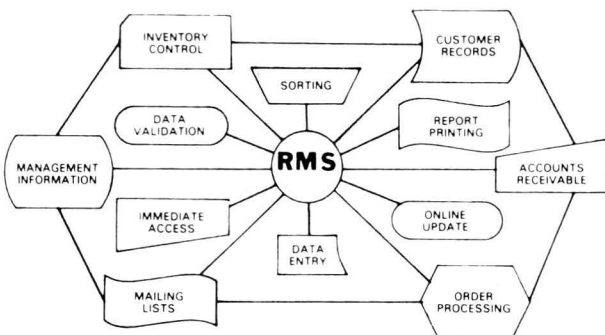 INVENTORY
CONTROL
CUSTOMER
RECORDS
SORTING
DATA
VALIDATION
REPORT
PRINTING
RMS
MANAGEMENT
INFORMATION
ACCOUNTS
RECEIVABLE
IMMEDIATE
ACCESS
ONLINE
UPDATE
DATA
ENTRY
MAILING
LISTS
ORDER
PROCESSING